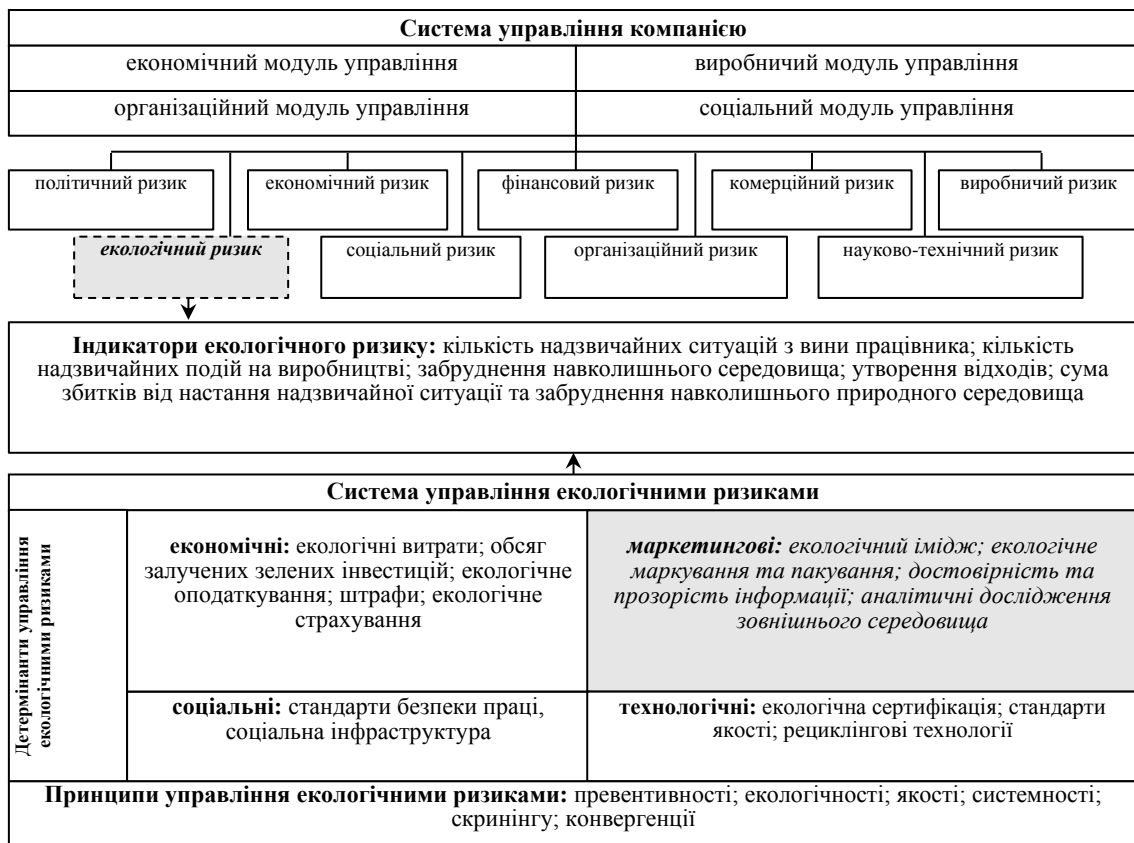 Система управління компанією
економічний модуль управління
виробничий модуль управління
організаційний модуль управління
соціальний модуль управління
політичний ризик
економічний ризик
фінансовий ризик
комерційний ризик
виробничий ризик
екологічний ризик
соціальний ризик
організаційний ризик
науково-технічний ризик
Індикатори екологічного ризику: кількість надзвичайних ситуацій з вини працівника; кількість
надзвичайних подій на виробництві; забруднення навколишнього середовища; утворення відходів; сума
збитків від настання надзвичайної ситуації та забруднення навколишнього природного середовища
Система управління екологічними ризиками
Детермінанти управління
екологічними ризиками
економічні: екологічні витрати; обсяг
залучених зелених інвестицій; екологічне
оподаткування; штрафи; екологічне
страхування
маркетингові: екологічний імідж; екологічне
маркування та пакування; достовірність та
прозорість інформації; аналітичні дослідження
зовнішнього середовища
соціальні: стандарти безпеки праці,
соціальна інфраструктура
технологічні: екологічна сертифікація; стандарти
якості; рециклінгові технології
Принципи управління екологічними ризиками: превентивності; екологічності; якості; системності;
скринінгу; конвергенції